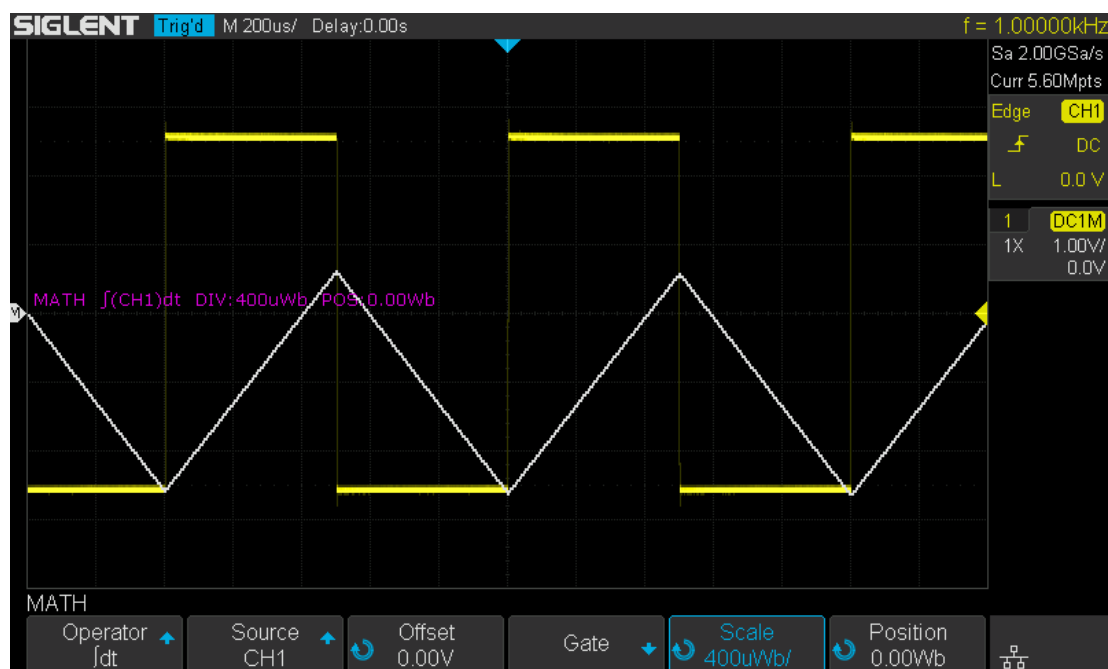 SIGLENT Trig'd M 200us/ Delay:0.00s f = 1.00000kHz
Sa 2.00GSa/s
Curr 5.60Mpts
Edge CH1
DC
L 0.0 V
1 DC1M
1X 1.00V/
0.0V
MATH ∫(CH1)dt DIV:400uWb POS:0.00Wb
M
MATH
Operator
∫dt
Source
CH1
Offset
0.00V
Gate
Scale
400uWb/
Position
0.00Wb